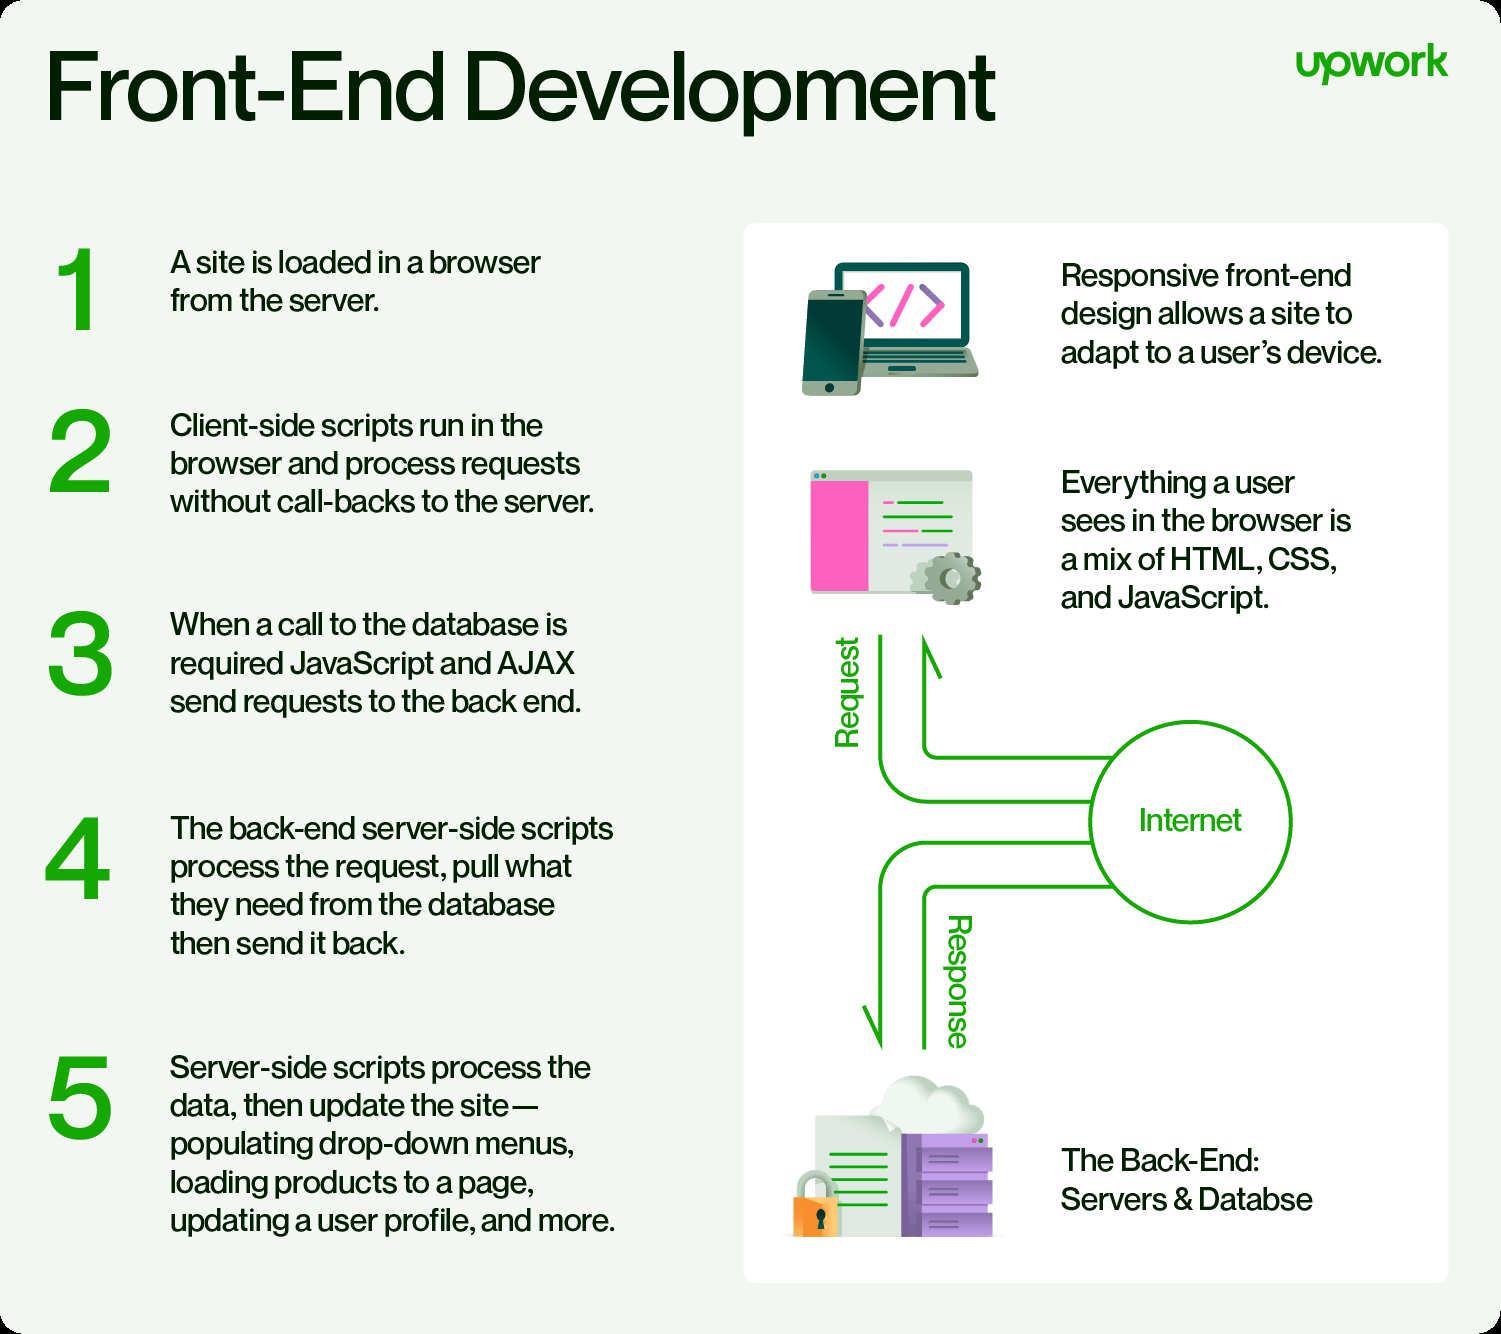 Front-End Development
upwork
1
A site is loaded in a browser
from the server.
2
Client-side scripts run in the
browser and process requests
without call-backs to the server.
3
When a call to the database is
required JavaScript and AJAX
send requests to the back end.
4
The back-end server-side scripts
process the request, pull what
they need from the database
then send it back.
5
Server-side scripts process the
data, then update the site—
populating drop-down menus,
loading products to a page,
updating a user profile, and more.
</>
Responsive front-end
design allows a site to
adapt to a user’s device.
Everything a user
sees in the browser is
a mix of HTML, CSS,
and JavaScript.
Request
Internet
Response
The Back-End:
Servers & Databse